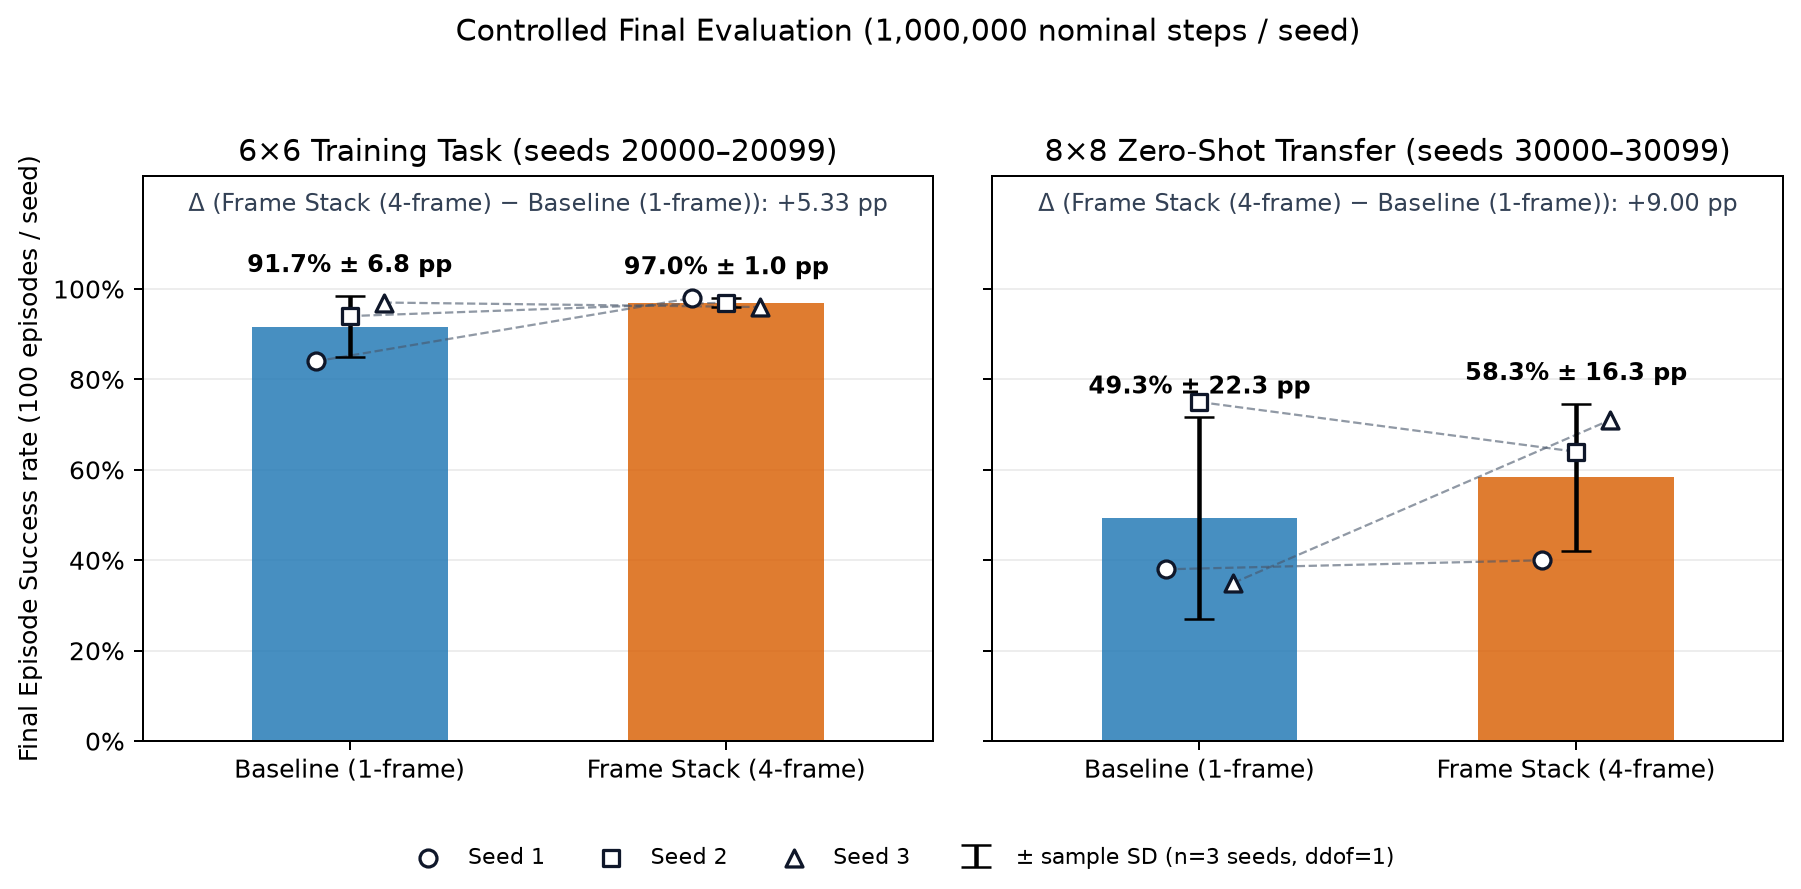 Controlled Final Evaluation (1,000,000 nominal steps / seed)
Final Episode Success rate (100 episodes / seed)
6×6 Training Task (seeds 20000–20099)
Δ (Frame Stack (4-frame) − Baseline (1-frame)): +5.33 pp
91.7% ± 6.8 pp
97.0% ± 1.0 pp
100%
80%
60%
40%
20%
0%
Baseline (1-frame)
Frame Stack (4-frame)
8×8 Zero-Shot Transfer (seeds 30000–30099)
Δ (Frame Stack (4-frame) − Baseline (1-frame)): +9.00 pp
49.3% ± 22.3 pp
58.3% ± 16.3 pp
Baseline (1-frame)
Frame Stack (4-frame)
Seed 1
Seed 2
Seed 3
± sample SD (n=3 seeds, ddof=1)